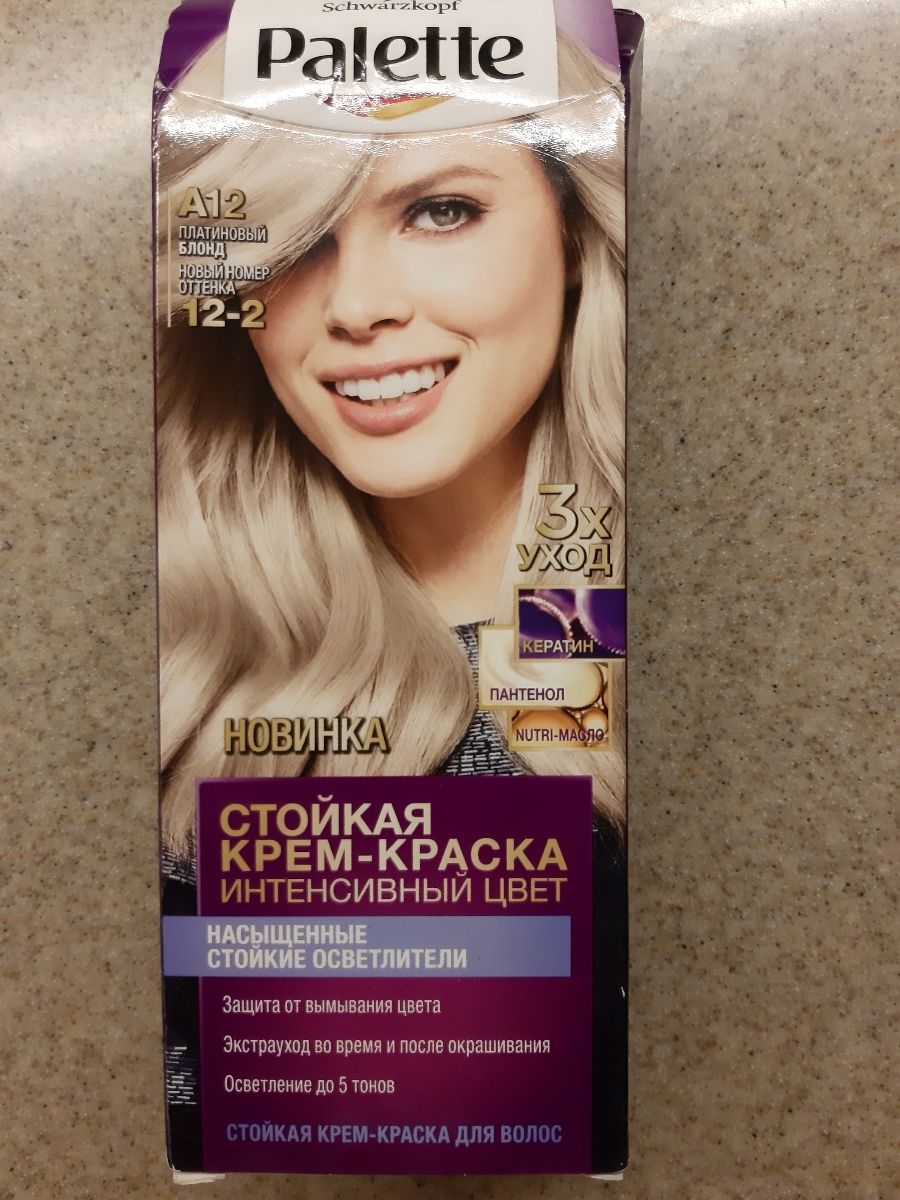 Schwarzkopf
Palette
A12
ПЛАТИНОВЫЙ
БЛОНД
НОВЫЙ НОМЕР
ОТТЕНКА
12-2
3х
УХОД
КЕРАТИН
ПАНТЕНОЛ
NUTRI-МАСЛО
НОВИНКА
СТОЙКАЯ
КРЕМ-КРАСКА
ИНТЕНСИВНЫЙ ЦВЕТ
НАСЫЩЕННЫЕ
СТОЙКИЕ ОСВЕТЛИТЕЛИ
Защита от вымывания цвета
Экстрауход во время и после окрашивания
Осветление до 5 тонов
СТОЙКАЯ КРЕМ-КРАСКА ДЛЯ ВОЛОС